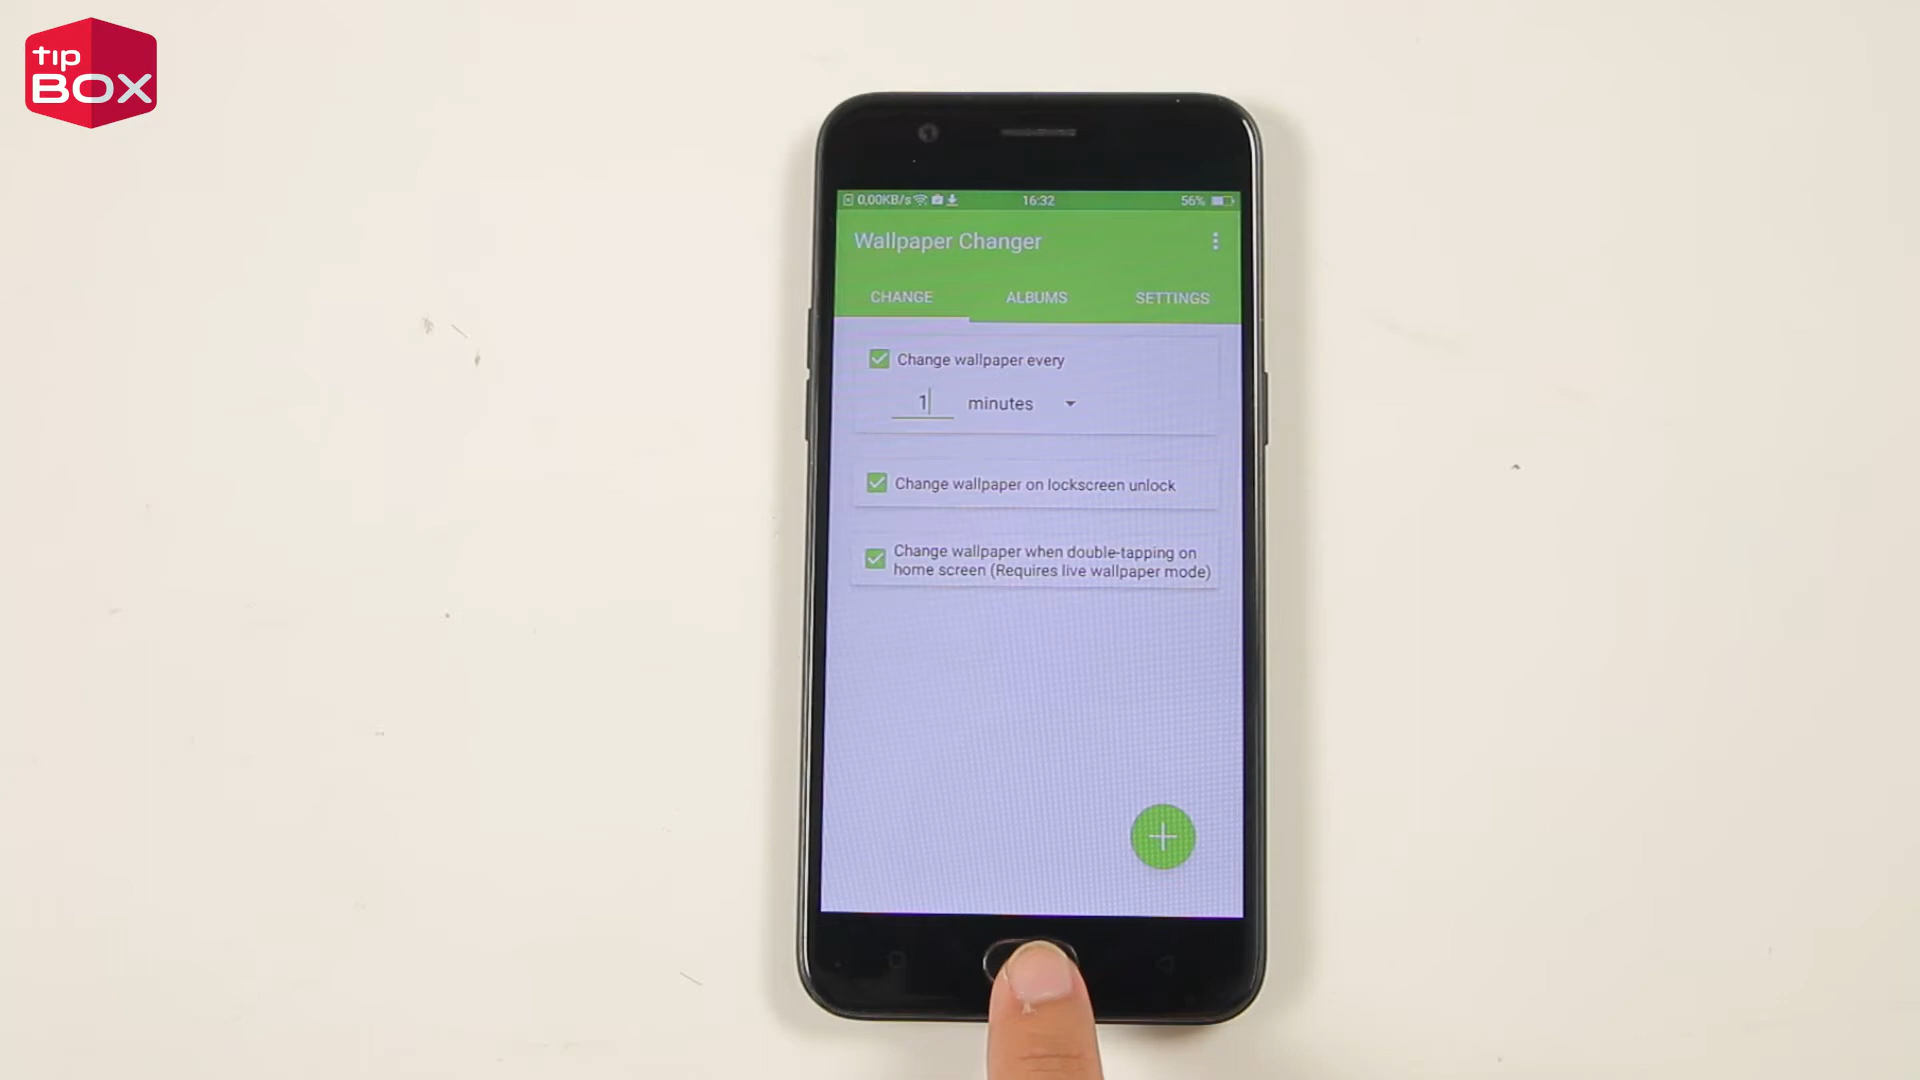 tip
BOX
0,00KB/s
16:32
56%
Wallpaper Changer
CHANGE
ALBUMS
SETTINGS
Change wallpaper every
1
minutes
Change wallpaper on lockscreen unlock
Change wallpaper when double-tapping on
home screen (Requires live wallpaper mode)